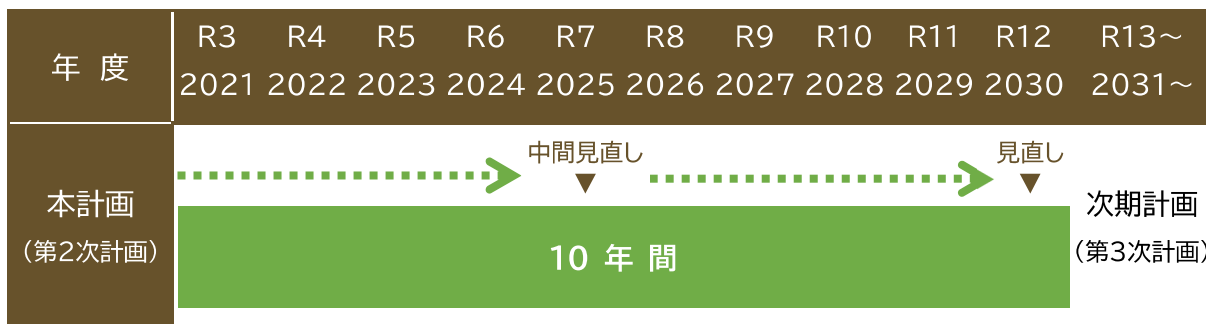 年 度
R3 R4 R5 R6 R7 R8 R9 R10 R11 R12 R13～
2021 2022 2023 2024 2025 2026 2027 2028 2029 2030 2031～
本計画
（第2次計画）
中間見直し
見直し
▼ ▼
10 年 間
次期計画
（第3次計画）